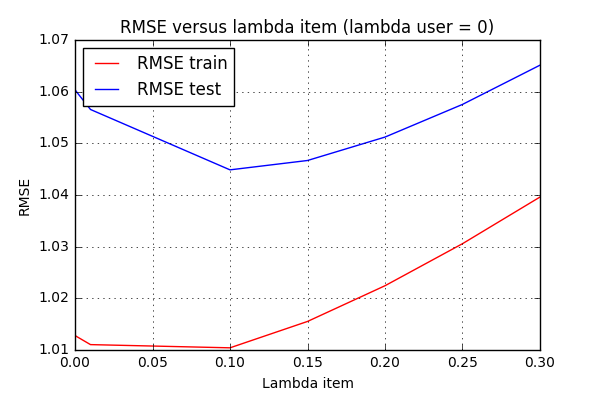 RMSE versus lambda item (lambda user = 0)
1.07
1.06
1.05
1.04
1.03
1.02
1.01
RMSE
RMSE train
RMSE test
0.00 0.05 0.10 0.15 0.20 0.25 0.30
Lambda item